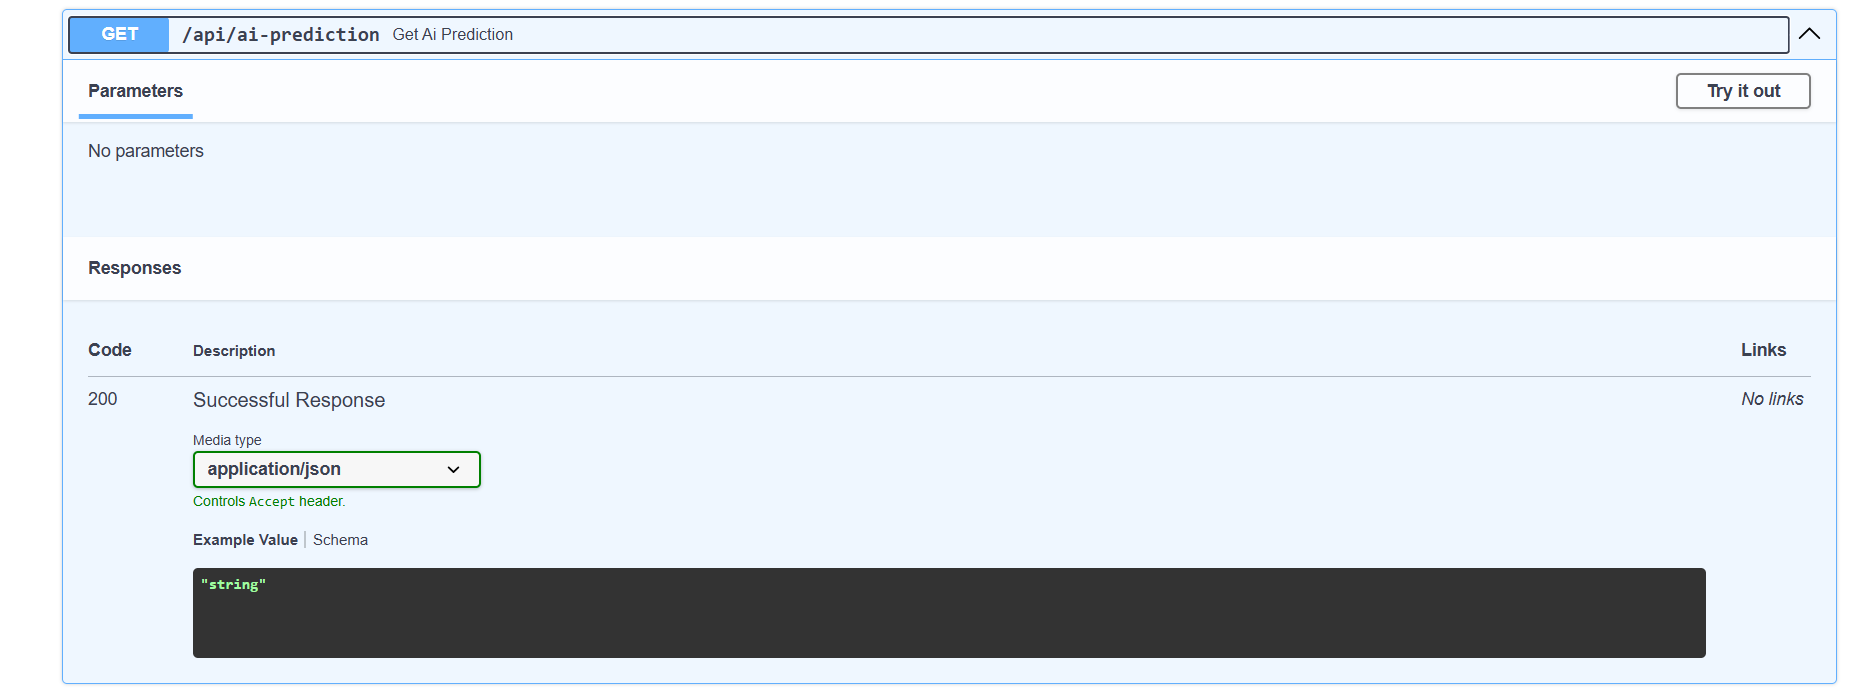 GET /api/ai-prediction Get Ai Prediction
Parameters
Try it out
No parameters
Responses
Code Description Links
200 Successful Response No links
Media type
application/json
Controls Accept header.
Example Value Schema
"string"